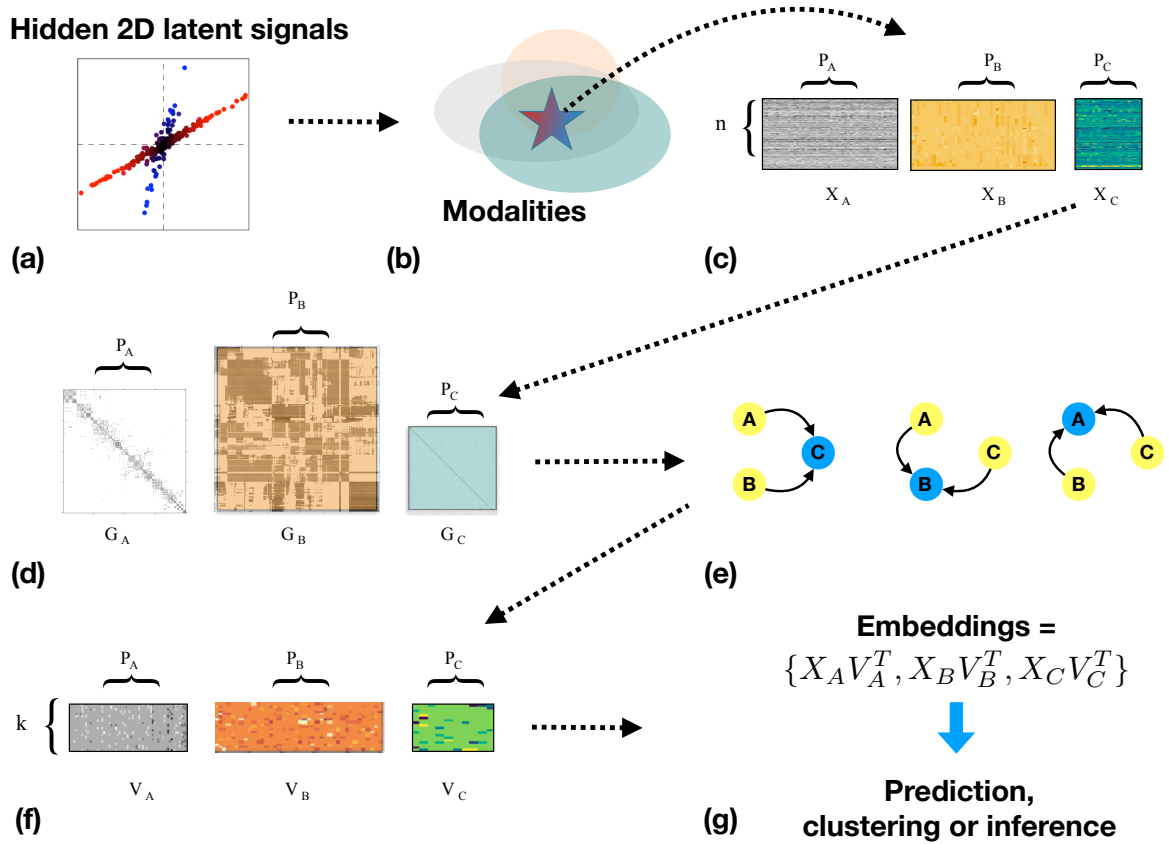 Hidden 2D latent signals
(a)
Modalities
(b)
P_A
P_B
P_C
n
X_A
X_B
X_C
(c)
P_A
P_B
P_C
G_A
G_B
G_C
(d)
A
B
C
A
B
C
A
B
C
(e)
P_A
P_B
P_C
k
V_A
V_B
V_C
(f)
Embeddings =
{X_A V_A^T, X_B V_B^T, X_C V_C^T}
Prediction,
clustering or inference
(g)